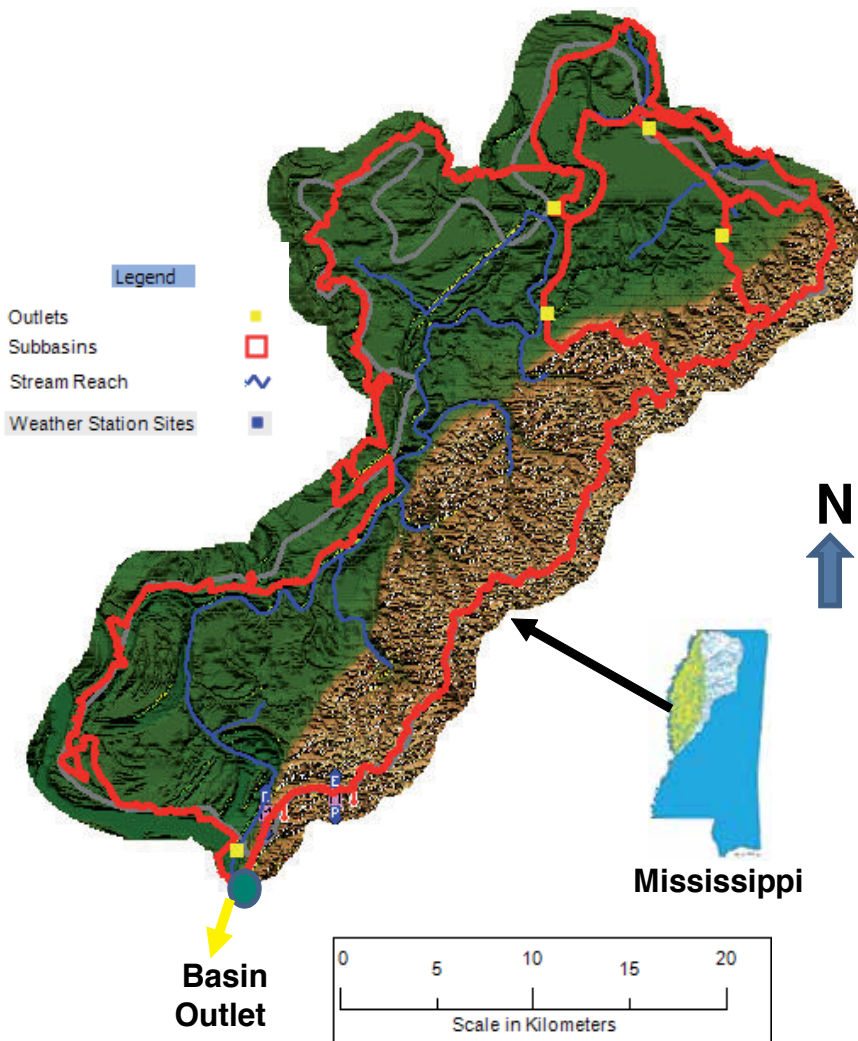 Legend
Outlets
Subbasins
Stream Reach
Weather Station Sites
N
Mississippi
Basin
Outlet
0 5 10 15 20
Scale in Kilometers